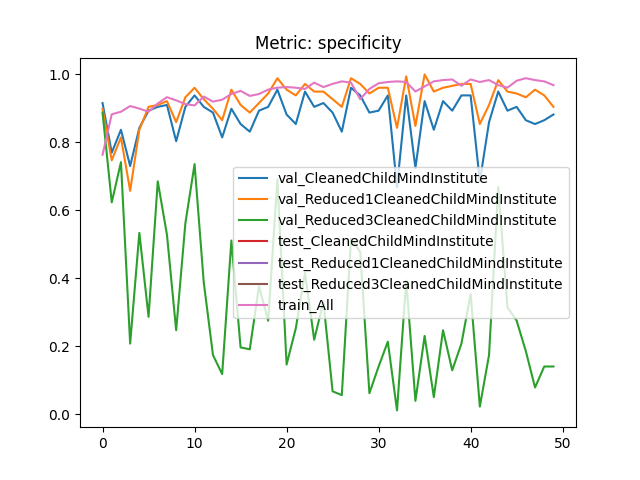 Metric: specificity
1.0
0.8
0.6
0.4
0.2
0.0
val_CleanedChildMindInstitute
val_Reduced1CleanedChildMindInstitute
val_Reduced3CleanedChildMindInstitute
test_CleanedChildMindInstitute
test_Reduced1CleanedChildMindInstitute
test_Reduced3CleanedChildMindInstitute
train_All
0 10 20 30 40 50